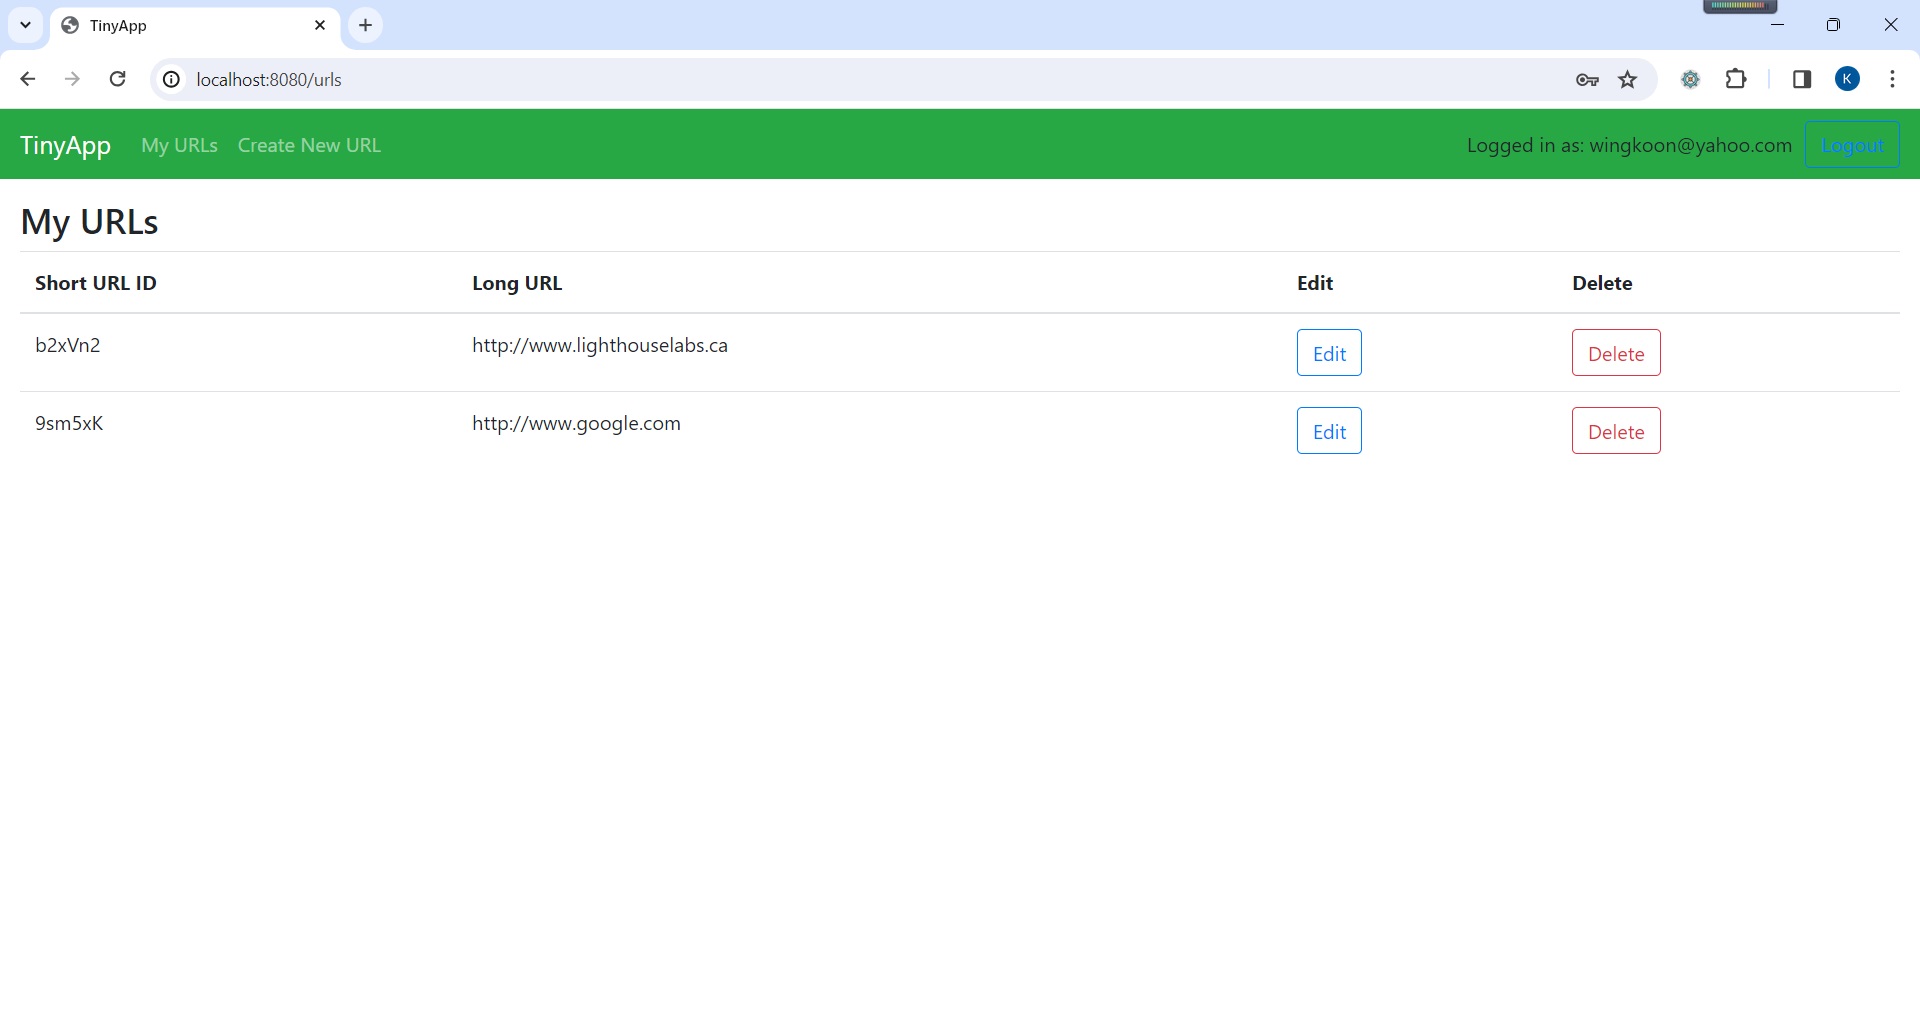 TinyApp
localhost:8080/urls
K
TinyApp My URLs Create New URL Logged in as: wingkoon@yahoo.com Logout
My URLs
Short URL ID Long URL Edit Delete
b2xVn2 http://www.lighthouselabs.ca Edit Delete
9sm5xK http://www.google.com Edit Delete